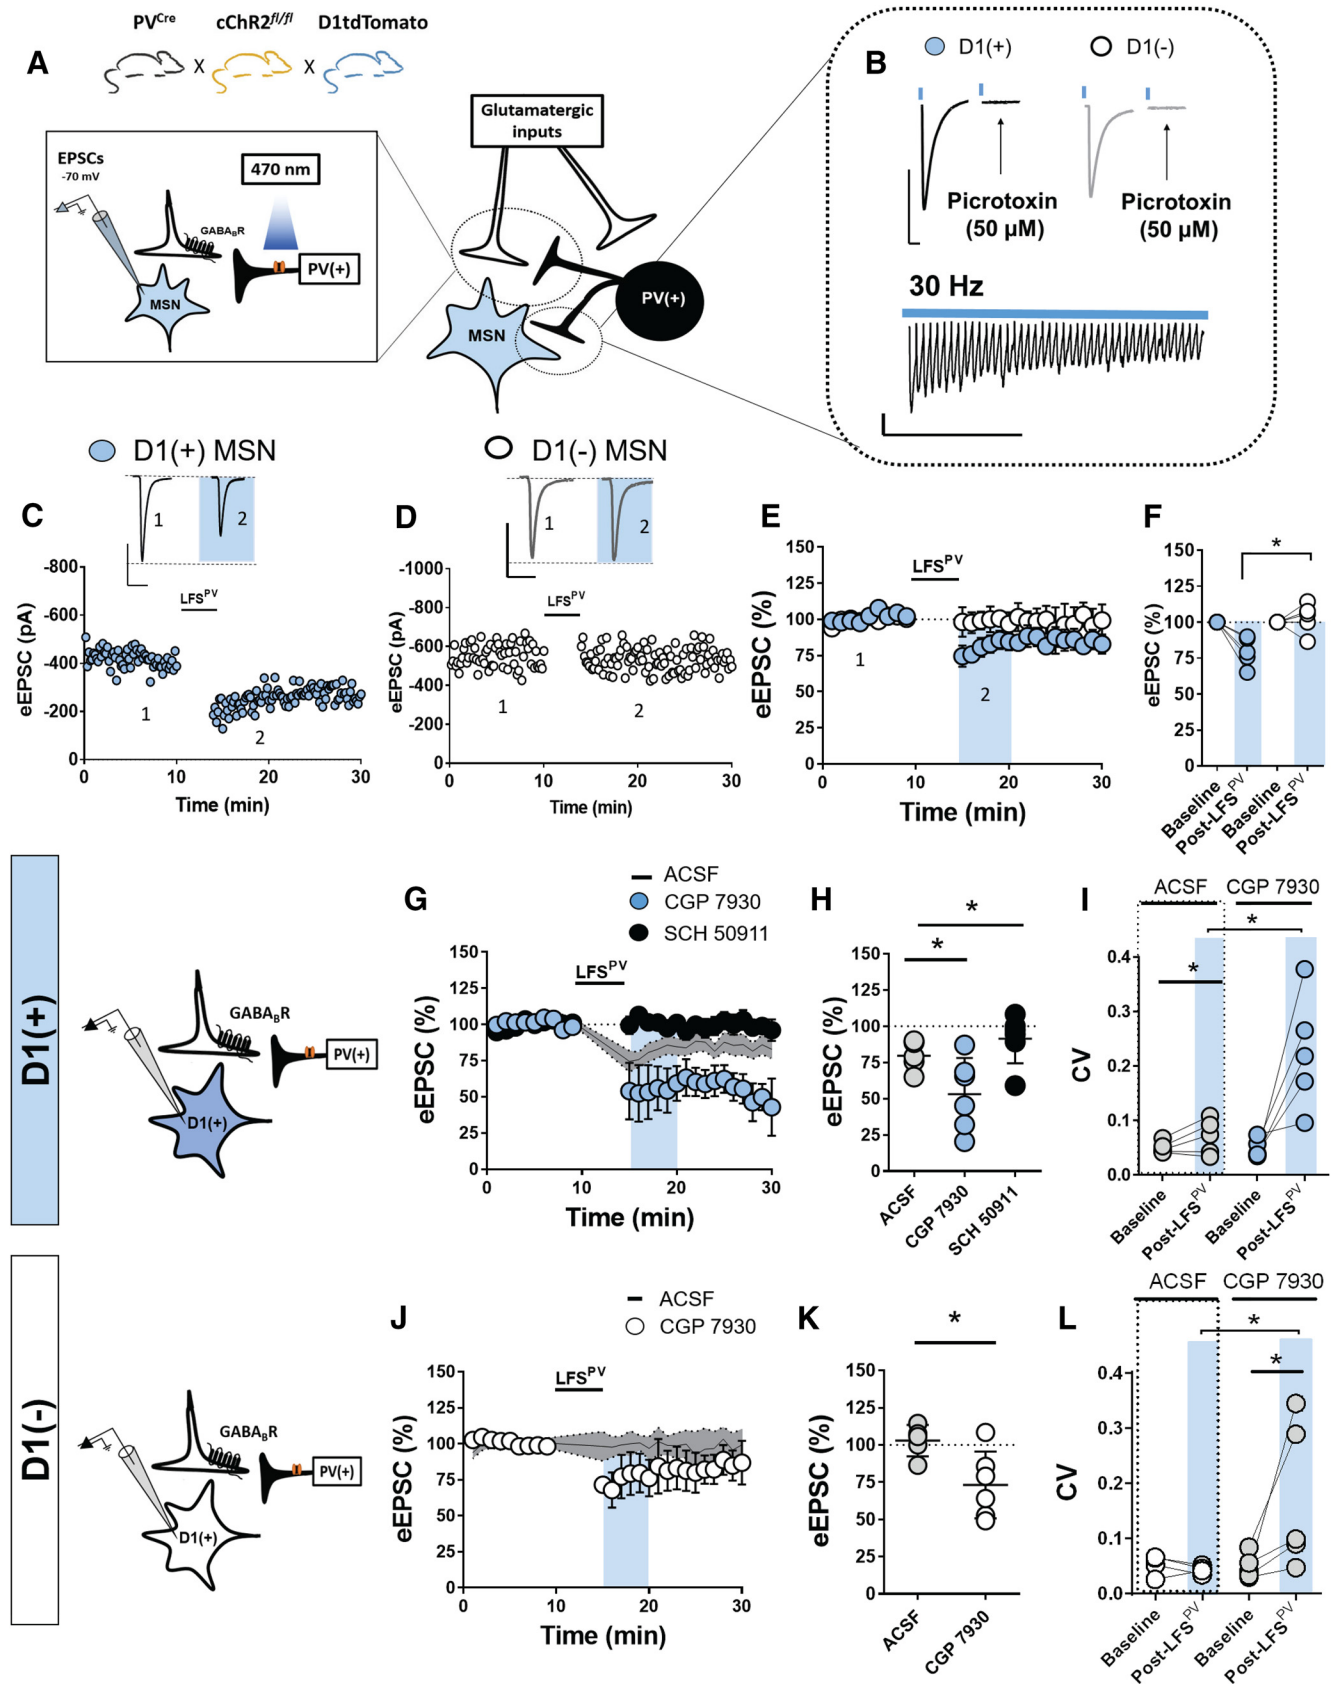 PV^Cre cChR2^fl/fl D1tdTomato
A
X X
Glutamatergic
inputs
EPSCs
-70 mV
470 nm
GABA_BR
PV(+)
MSN
MSN
PV(+)
B
D1(+) D1(-)
Picrotoxin
(50 µM)
Picrotoxin
(50 µM)
30 Hz
D1(+) MSN
D1(-) MSN
C
1 2
-800
-600
-400
-200
0
eEPSC (pA)
LFS^PV
1
2
0 10 20 30
Time (min)
D
1 2
-1000
-800
-600
-400
-200
0
eEPSC (pA)
LFS^PV
1 2
0 10 20 30
Time (min)
E
150
125
100
75
50
25
0
eEPSC (%)
LFS^PV
1
2
0 10 20 30
Time (min)
F
*
150
125
100
75
50
25
0
eEPSC (%)
Baseline
Post-LFS^PV
Baseline
Post-LFS^PV
D1(+)
GABA_BR
PV(+)
D1(+)
G
ACSF
CGP 7930
SCH 50911
LFS^PV
150
125
100
75
50
25
0
eEPSC (%)
0 10 20 30
Time (min)
H
*
*
150
125
100
75
50
25
0
eEPSC (%)
ACSF
CGP 7930
SCH 50911
I
ACSF CGP 7930
*
*
0.4
0.3
0.2
0.1
0.0
CV
Baseline
Post-LFS^PV
Baseline
Post-LFS^PV
D1(-)
GABA_BR
PV(+)
D1(+)
J
ACSF
CGP 7930
LFS^PV
150
125
100
75
50
25
0
eEPSC (%)
0 10 20 30
Time (min)
K
*
150
125
100
75
50
25
0
eEPSC (%)
ACSF
CGP 7930
L
ACSF CGP 7930
*
*
0.4
0.3
0.2
0.1
0.0
CV
Baseline
Post-LFS^PV
Baseline
Post-LFS^PV